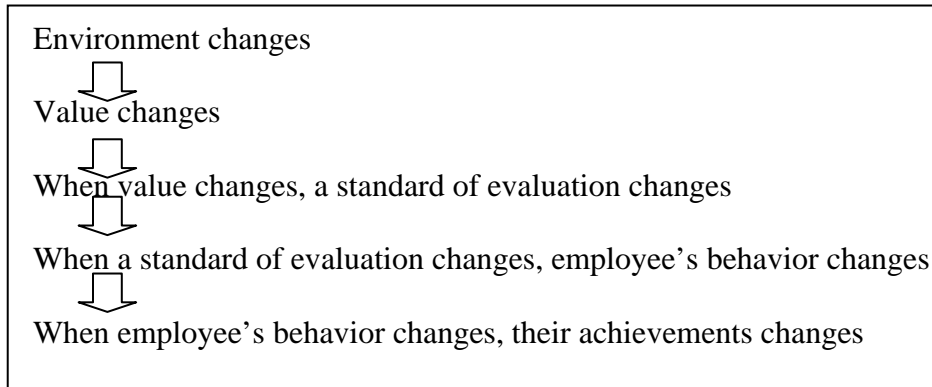 Environment changes
Value changes
When value changes, a standard of evaluation changes
When a standard of evaluation changes, employee’s behavior changes
When employee’s behavior changes, their achievements changes